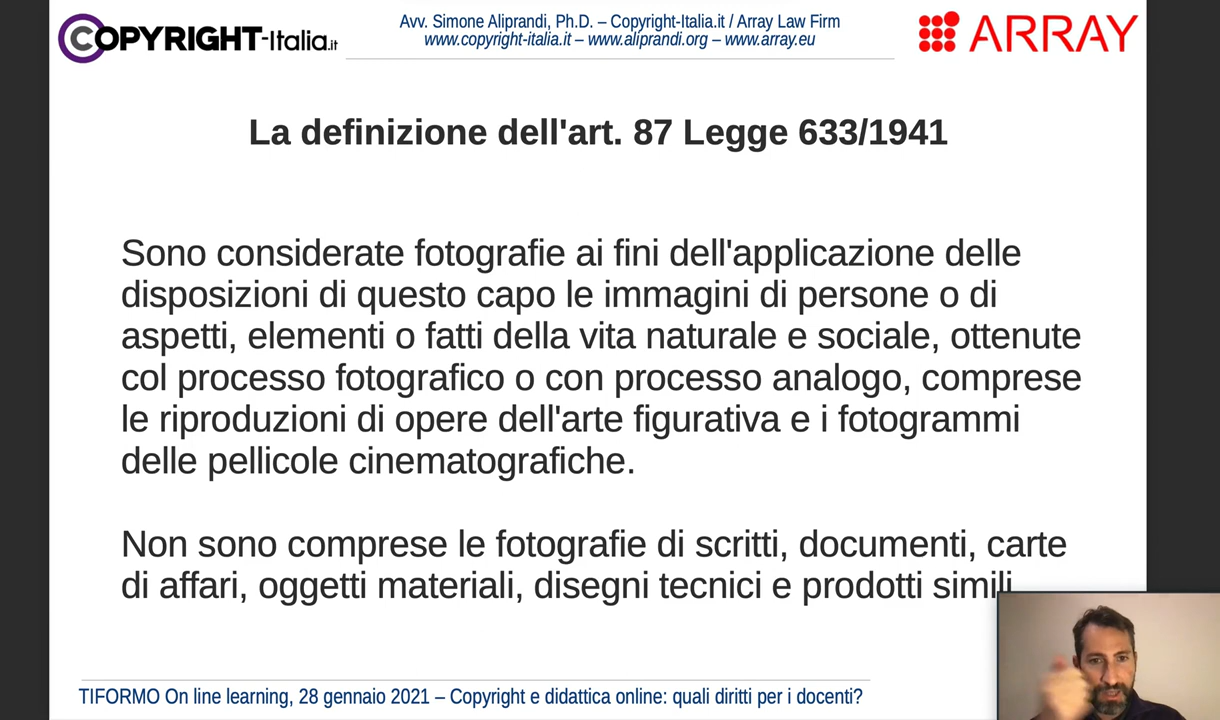 COPYRIGHT-Italia.it
Avv. Simone Aliprandi, Ph.D. – Copyright-Italia.it / Array Law Firm
www.copyright-italia.it – www.aliprandi.org – www.array.eu
ARRAY
La definizione dell'art. 87 Legge 633/1941
Sono considerate fotografie ai fini dell'applicazione delle
disposizioni di questo capo le immagini di persone o di
aspetti, elementi o fatti della vita naturale e sociale, ottenute
col processo fotografico o con processo analogo, comprese
le riproduzioni di opere dell'arte figurativa e i fotogrammi
delle pellicole cinematografiche.
Non sono comprese le fotografie di scritti, documenti, carte
di affari, oggetti materiali, disegni tecnici e prodotti simili
TIFORMO On line learning, 28 gennaio 2021 – Copyright e didattica online: quali diritti per i docenti?